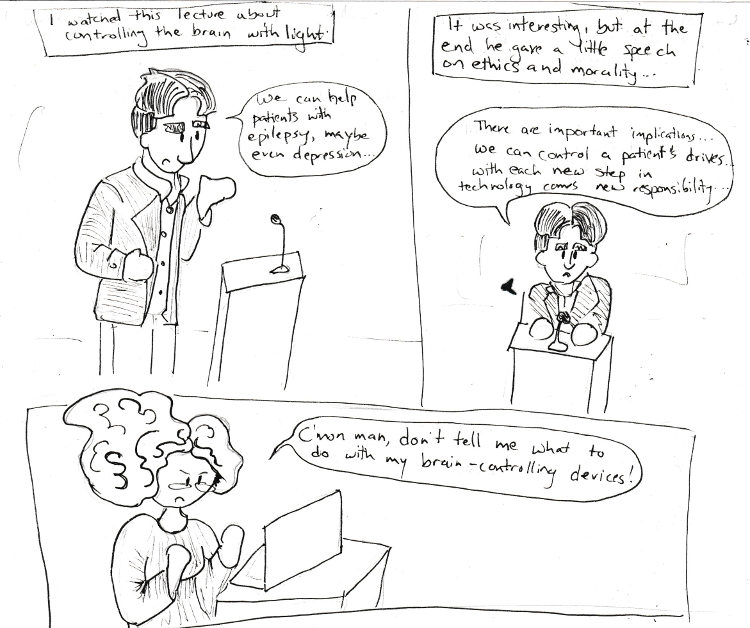 I watched this lecture about
controlling the brain with light.
We can help
patients with
epilepsy, maybe
even depression...
It was interesting, but at the
end he gave a little speech
on ethics and morality...
There are important implications...
we can control a patient's drives...
with each new step in
technology comes new responsibility...
C'mon man, don't tell me what to
do with my brain-controlling devices!